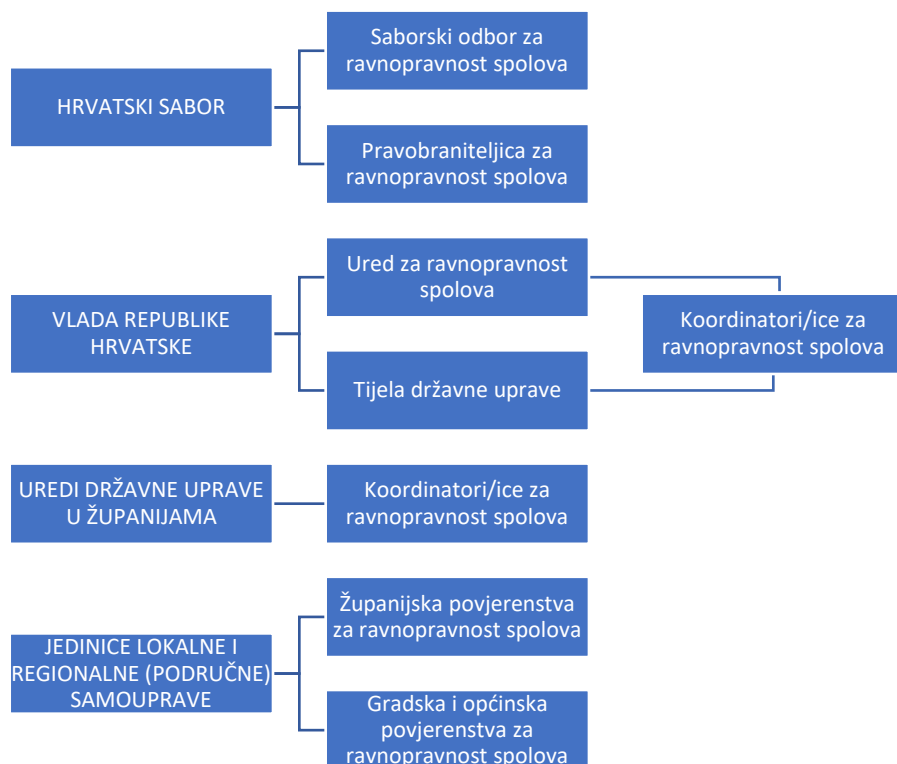 HRVATSKI SABOR
Saborski odbor za
ravnopravnost spolova
Pravobraniteljica za
ravnopravnost spolova
VLADA REPUBLIKE
HRVATSKE
Ured za ravnopravnost
spolova
Tijela državne uprave
Koordinatori/ice za
ravnopravnost spolova
UREDI DRŽAVNE UPRAVE
U ŽUPANIJAMA
Koordinatori/ice za
ravnopravnost spolova
JEDINICE LOKALNE I
REGIONALNE (PODRUČNE)
SAMOUPRAVE
Županijska povjerenstva
za ravnopravnost spolova
Gradska i općinska
povjerenstva za
ravnopravnost spolova